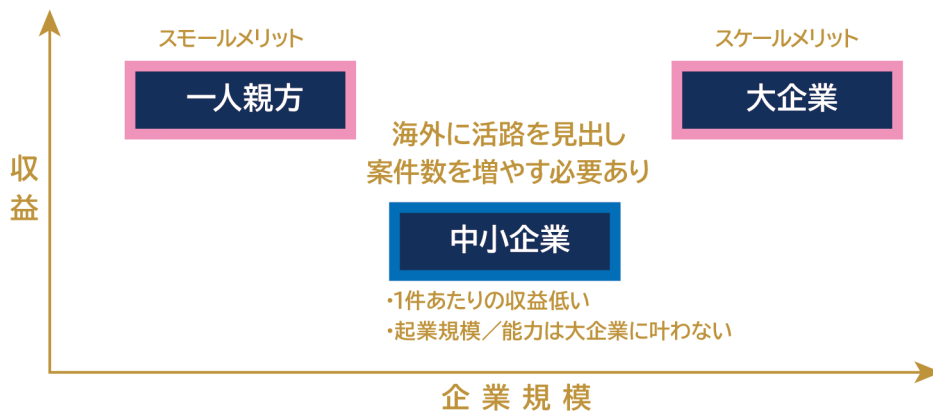 スモールメリット
スケールメリット
一人親方
大企業
海外に活路を見出し
案件数を増やす必要あり
収益
中小企業
・1件あたりの収益低い
・起業規模／能力は大企業に叶わない
企業規模